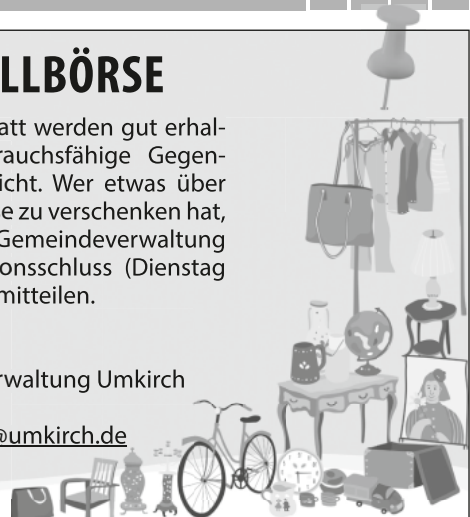 LLBÖRSE
att werden gut erhal-
rauchsfähige Gegen-
icht. Wer etwas über
e zu verschenken hat,
Gemeindeverwaltung
onsschluss (Dienstag
mitteilen.
rwaltung Umkirch
@umkirch.de